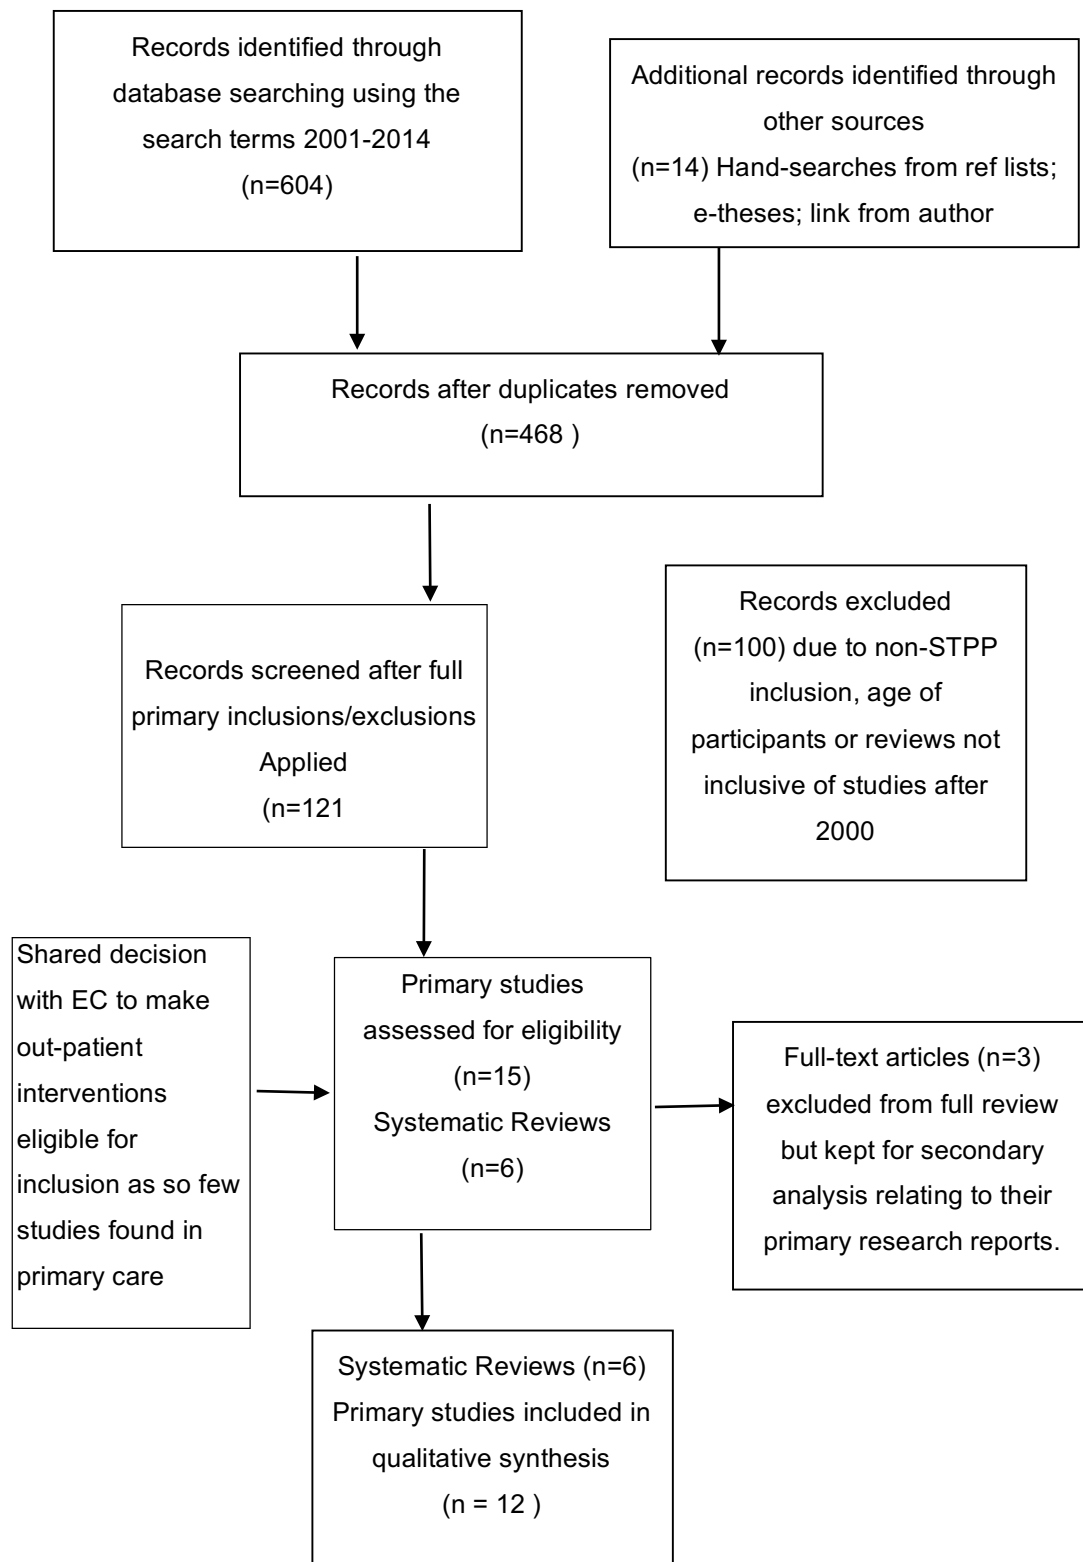 Records identified through
database searching using the
search terms 2001-2014
(n=604)
Additional records identified through
other sources
(n=14) Hand-searches from ref lists;
e-theses; link from author
Records after duplicates removed
(n=468 )
Records screened after full
primary inclusions/exclusions
Applied
(n=121
Records excluded
(n=100) due to non-STPP
inclusion, age of
participants or reviews not
inclusive of studies after
2000
Shared decision
with EC to make
out-patient
interventions
eligible for
inclusion as so few
studies found in
primary care
Primary studies
assessed for eligibility
(n=15)
Systematic Reviews
(n=6)
Full-text articles (n=3)
excluded from full review
but kept for secondary
analysis relating to their
primary research reports.
Systematic Reviews (n=6)
Primary studies included in
qualitative synthesis
(n = 12 )